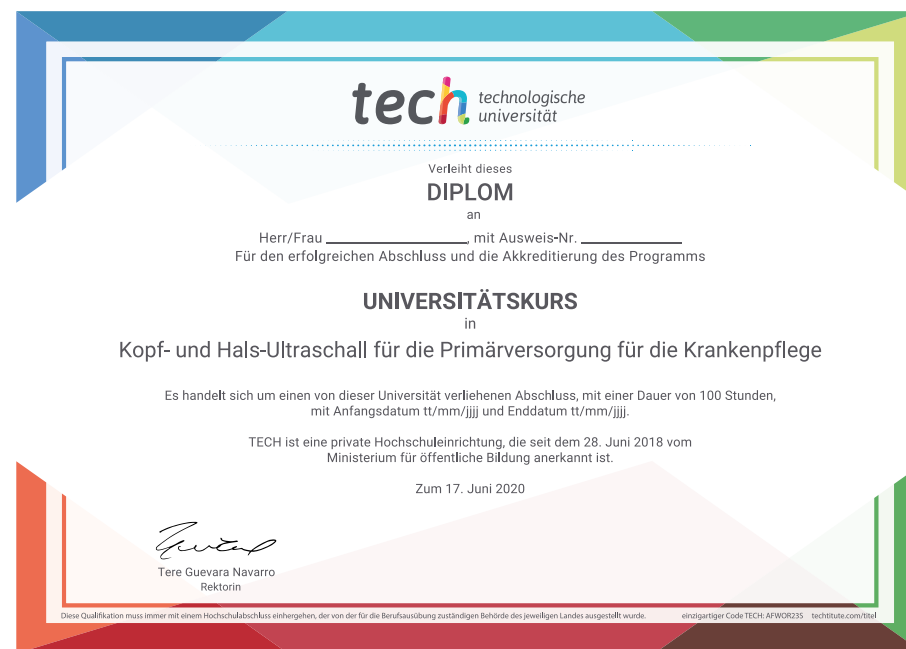 tech technologische
universität
Verleiht dieses
DIPLOM
an
Herr/Frau ____________________, mit Ausweis-Nr. ______________
Für den erfolgreichen Abschluss und die Akkreditierung des Programms
UNIVERSITÄTSKURS
in
Kopf- und Hals-Ultraschall für die Primärversorgung für die Krankenpflege
Es handelt sich um einen von dieser Universität verliehenen Abschluss, mit einer Dauer von 100 Stunden,
mit Anfangsdatum tt/mm/jjjj und Enddatum tt/mm/jjjj.
TECH ist eine private Hochschuleinrichtung, die seit dem 28. Juni 2018 vom
Ministerium für öffentliche Bildung anerkannt ist.
Zum 17. Juni 2020
Tere Guevara Navarro
Rektorin
Diese Qualifikation muss immer mit einem Hochschulabschluss einhergehen, der von der für die Berufsausübung zuständigen Behörde des jeweiligen Landes ausgestellt wurde. einzigartiger Code TECH: AFWOR235 techtitute.com/titel